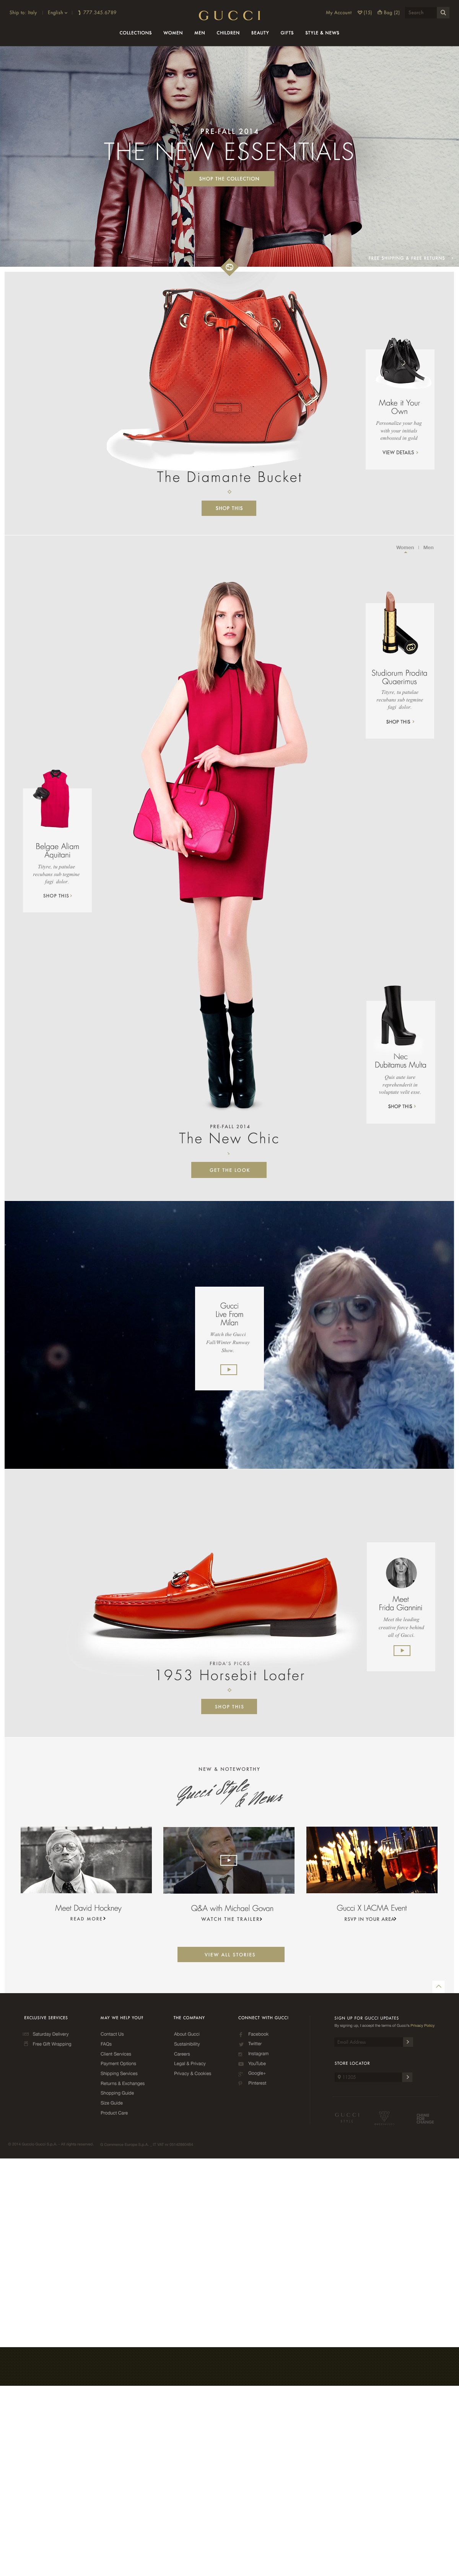 Ship to: Italy
English
777.345.6789
GUCCI
My Account
(15)
Bag (2)
Search
COLLECTIONS WOMEN MEN CHILDREN BEAUTY GIFTS STYLE & NEWS
PRE-FALL 2014
THE NEW ESSENTIALS
SHOP THE COLLECTION
FREE SHIPPING & FREE RETURNS
Make it Your
Own
Personalize your bag
with your initials
embossed in gold
VIEW DETAILS >
The Diamante Bucket
SHOP THIS
Women | Men
Studiorum Prodita
Quaerimus
Tityre, tu patulae
recubans sub tegmine
fagi dolor
SHOP THIS >
Belgae Aliam
Aquitani
Tityre, tu patulae
recubans sub tegmine
fagi dolor
SHOP THIS >
Nec
Dubitamus Multa
Quis aute iure
reprehenderit in
voluptate velit esse
SHOP THIS >
PRE-FALL 2014
The New Chic
GET THE LOOK
Gucci
Live From
Milan
Watch the Gucci
Fall/Winter Runway
Show
Meet
Frida Giannini
Meet the leading
creative force behind
all of Gucci
FRIDA'S PICKS
1953 Horsebit Loafer
SHOP THIS
NEW & NOTEWORTHY
Gucci Style
& News
Meet David Hockney
READ MORE>
Q&A with Michael Govan
WATCH THE TRAILER>
Gucci X LACMA Event
RSVP IN YOUR AREA>
VIEW ALL STORIES
EXCLUSIVE SERVICES
Saturday Delivery
Free Gift Wrapping
MAY WE HELP YOU?
Contact Us
FAQs
Client Services
Payment Options
Shipping Services
Returns & Exchanges
Shopping Guide
Size Guide
Product Care
THE COMPANY
About Gucci
Sustainibility
Careers
Legal & Privacy
Privacy & Cookies
CONNECT WITH GUCCI
Facebook
Twitter
Instagram
YouTube
Google+
Pinterest
SIGN UP FOR GUCCI UPDATES
By signing up, I accept the terms of Gucci's Privacy Policy
Email Address
STORE LOCATOR
GUCCI
CHIME
FOR
CHANGE